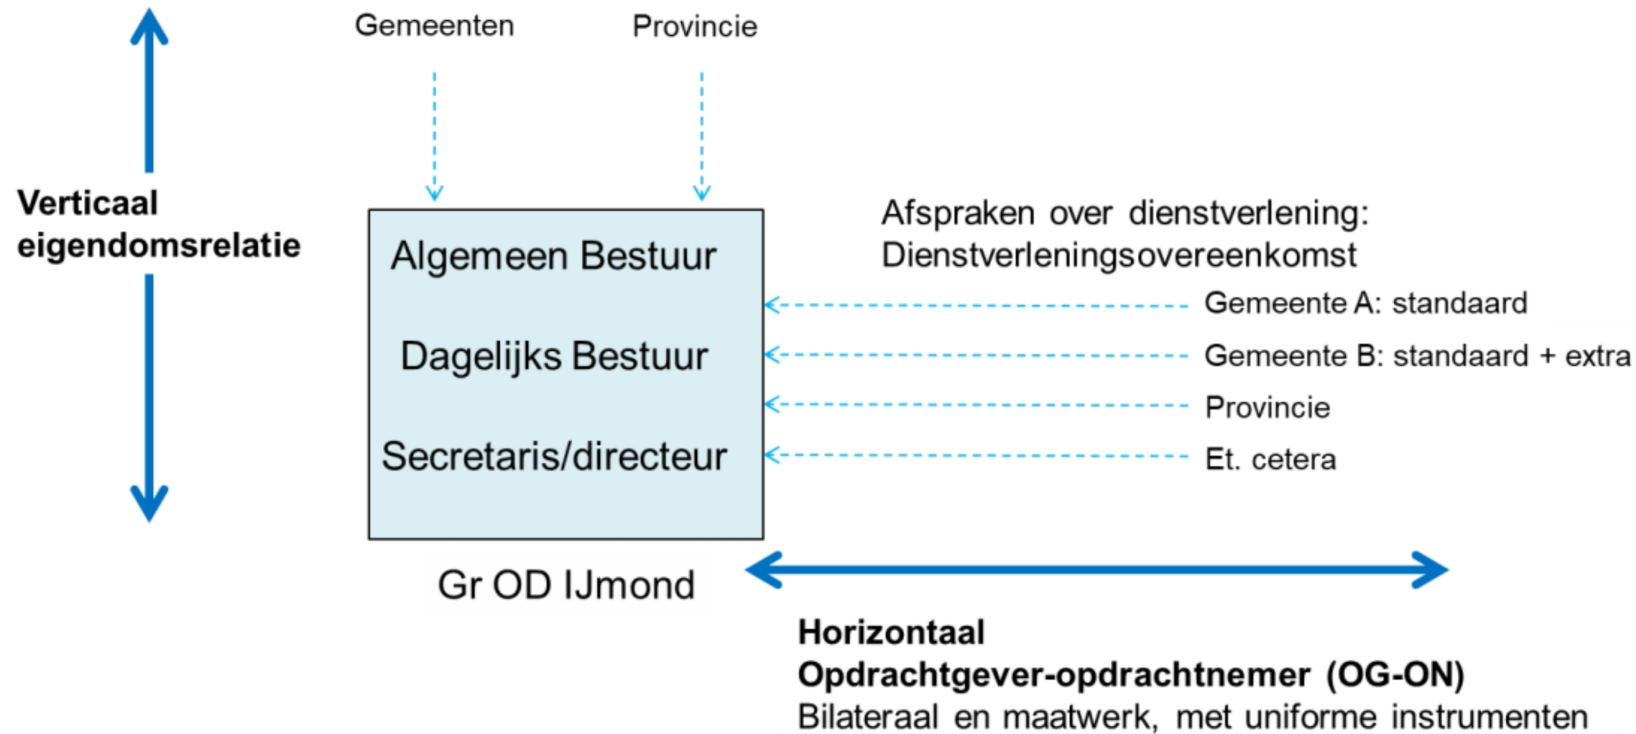 Gemeenten
Provincie
Verticaal
eigendomsrelatie
Algemeen Bestuur
Dagelijks Bestuur
Secretaris/directeur
Gr OD IJmond
Afspraken over dienstverlening:
Dienstverleningsovereenkomst
Gemeente A: standaard
Gemeente B: standaard + extra
Provincie
Et. cetera
Horizontaal
Opdrachtgever-opdrachtnemer (OG-ON)
Bilateraal en maatwerk, met uniforme instrumenten